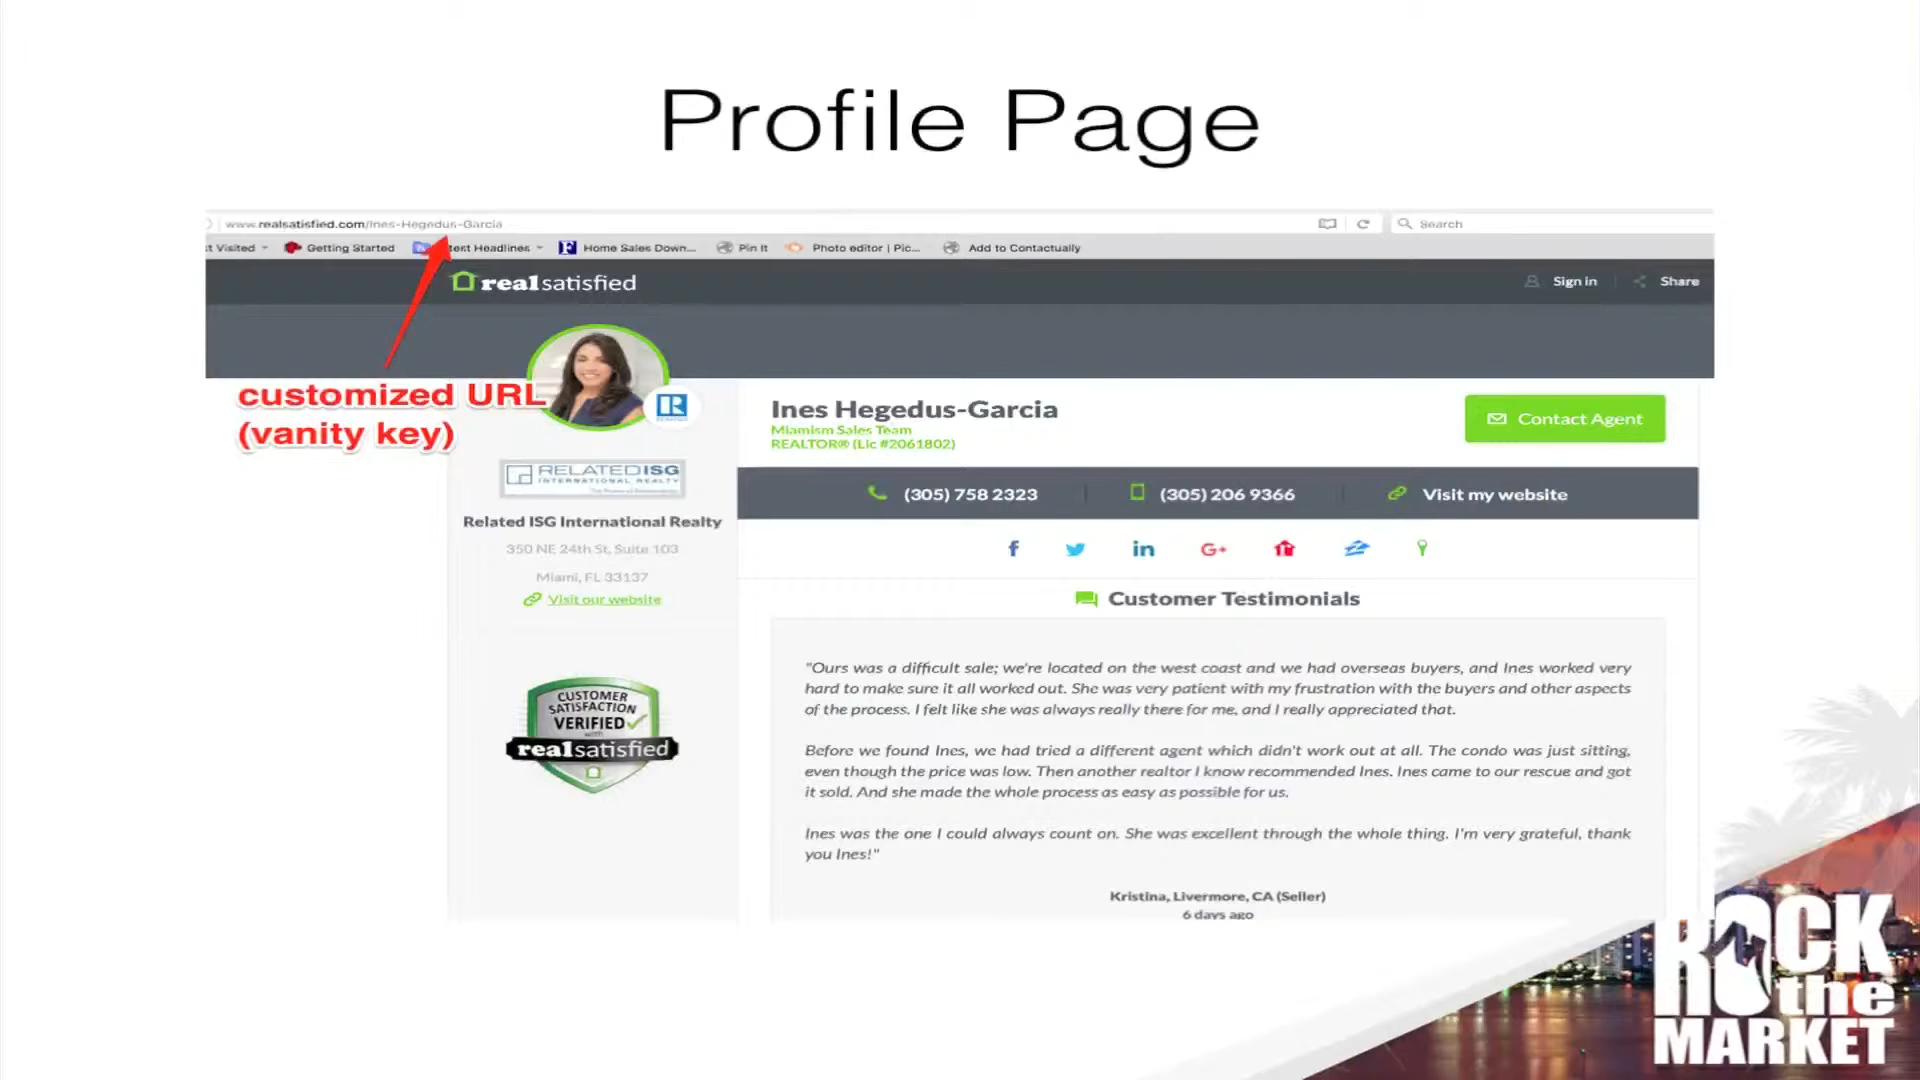 Profile Page
www.realsatisfied.com/Ines-Hegedus-Garcia
Search
t Visited
Getting Started
test Headlines
Home Sales Down...
Pin It
Photo editor | Pic...
Add to Contactually
realsatisfied
Sign in
Share
customized URL
(vanity key)
Ines Hegedus-Garcia
Miamism Sales Team
REALTOR® (Lic #2061802)
Contact Agent
RELATEDISG
INTERNATIONAL REALTY
(305) 758 2323
(305) 206 9366
Visit my website
Related ISG International Realty
350 NE 24th St, Suite 103
Miami, FL 33137
Visit our website
f
in
G+
Customer Testimonials
"Ours was a difficult sale; we're located on the west coast and we had overseas buyers, and Ines worked very
hard to make sure it all worked out. She was very patient with my frustration with the buyers and other aspects
of the process. I felt like she was always really there for me, and I really appreciated that.
Before we found Ines, we had tried a different agent which didn't work out at all. The condo was just sitting,
even though the price was low. Then another realtor I know recommended Ines. Ines came to our rescue and got
it sold. And she made the whole process as easy as possible for us.
Ines was the one I could always count on. She was excellent through the whole thing. I'm very grateful, thank
you Ines!"
Kristina, Livermore, CA (Seller)
6 days ago
CUSTOMER
SATISFACTION
VERIFIED
with
realsatisfied
ROCK
the
MARKET